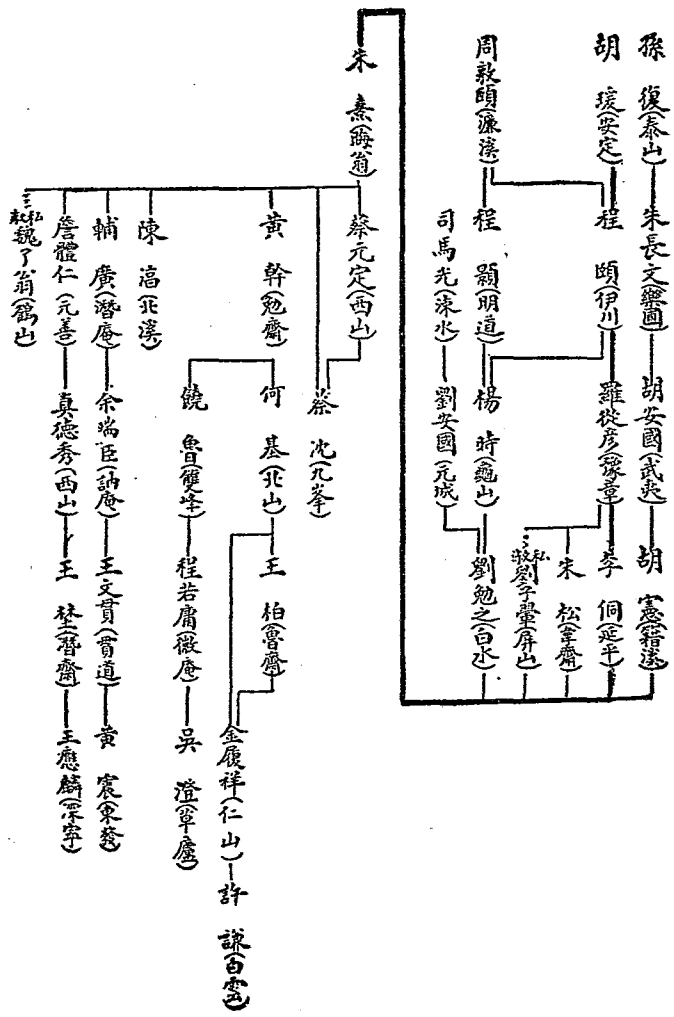 孫 復(泰山)
朱長文(樂圃)
胡安國(武夷)
胡 憲(籍溪)
胡 瑗(安定)
程 頤(伊川)
羅從彥(豫章)
李 侗(延平)
朱 松(韋齋)
私淑劉子翬(屏山)
周敦頤(濂溪)
程 顥(明道)
楊 時(龜山)
劉勉之(白水)
司馬光(涑水)
劉安國(元城)
朱 熹(晦翁)
蔡元定(西山)
蔡 沈(九峯)
黃 幹(勉齋)
何 基(北山)
王 柏(魯齋)
金履祥(仁山)
許 謙(白雲)
饒 魯(雙峰)
程若庸(徽庵)
吳 澄(草廬)
陳 淳(北溪)
輔 廣(潛庵)
余端臣(訥庵)
王文貫(貫道)
黃 震(東發)
詹體仁(元善)
真德秀(西山)
王 埜(潛齋)
王應麟(深寧)
私淑魏了翁(鶴山)